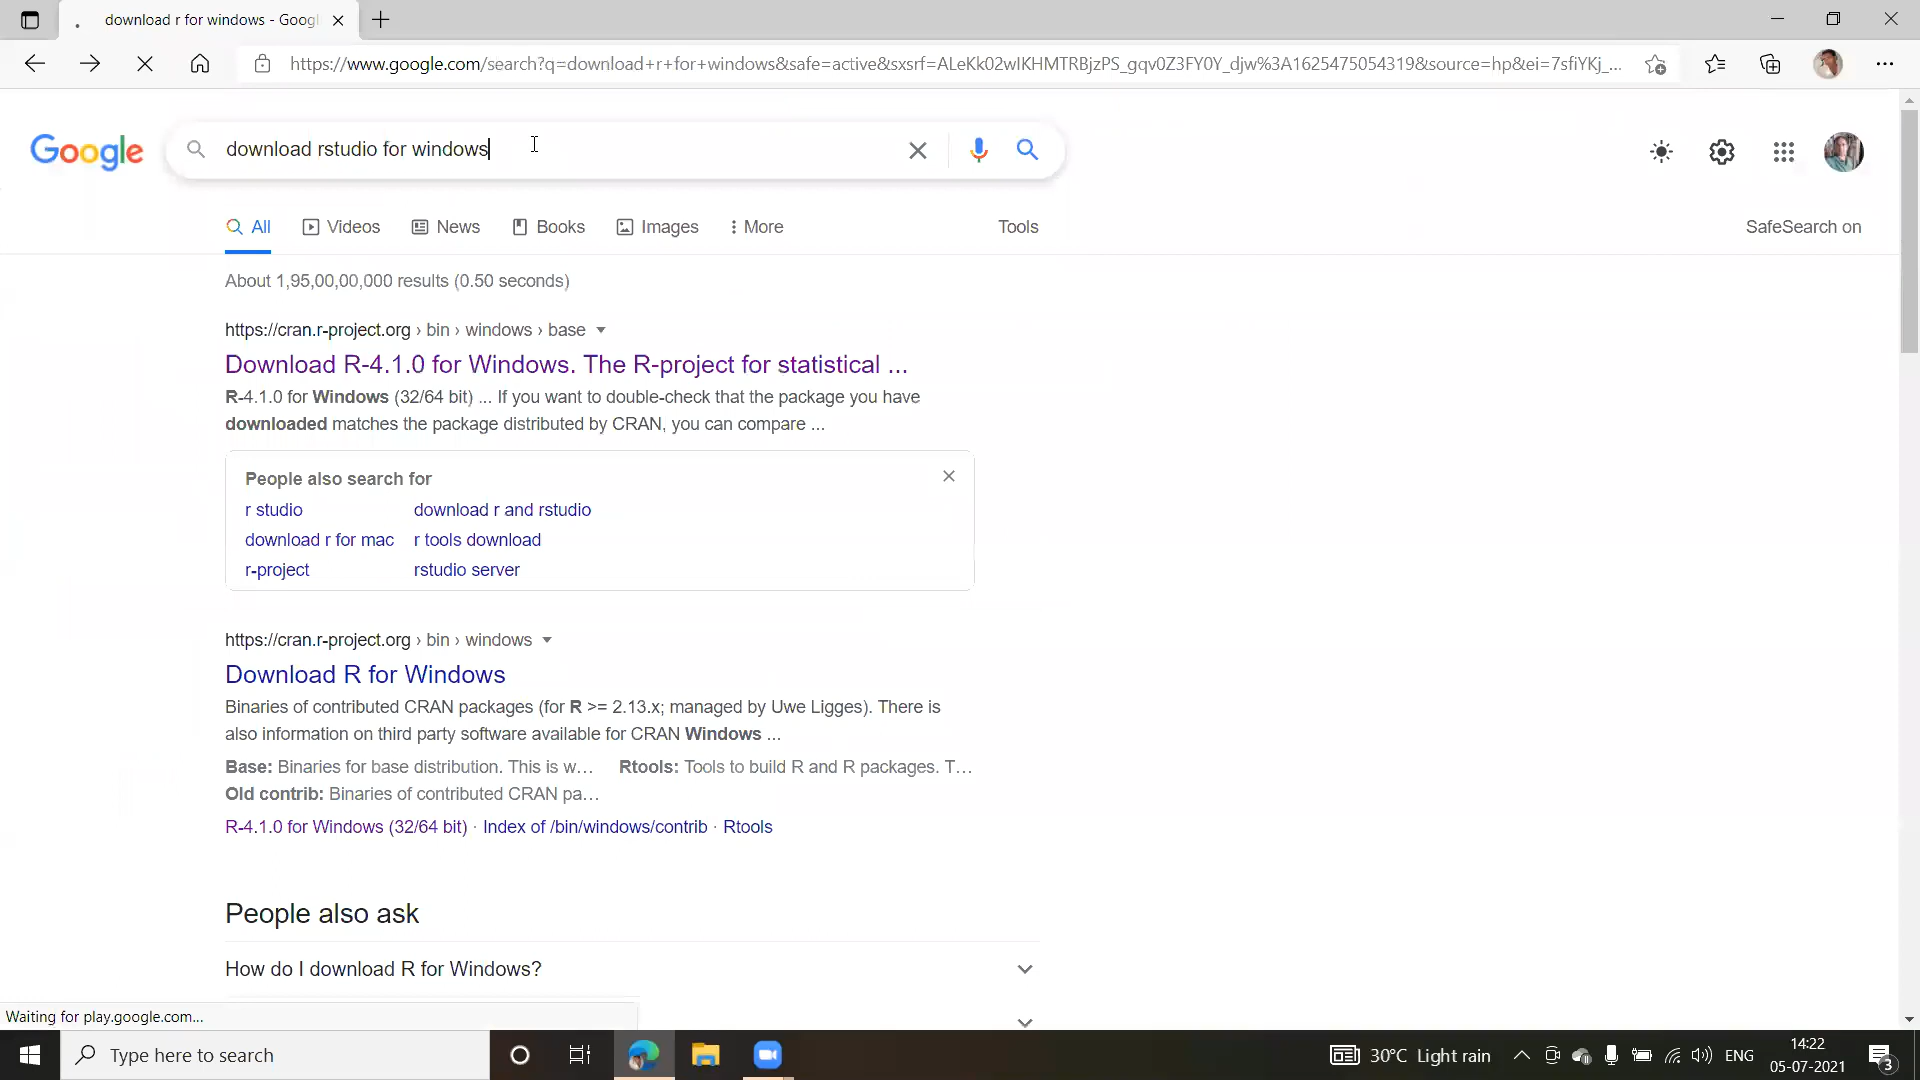 download r for windows - Goog
https://www.google.com/search?q=download+r+for+windows&safe=active&sxsrf=ALeKk02wIKHMTRBjzPS_gqv0Z3FY0Y_djw%3A1625475054319&source=hp&ei=7sfiYKj_...
Google
download rstudio for windows
All
Videos
News
Books
Images
More
Tools
SafeSearch on
About 1,95,00,00,000 results (0.50 seconds)
https://cran.r-project.org › bin › windows › base
Download R-4.1.0 for Windows. The R-project for statistical ...
R-4.1.0 for Windows (32/64 bit) ... If you want to double-check that the package you have
downloaded matches the package distributed by CRAN, you can compare ...
People also search for
r studio download r and rstudio
download r for mac r tools download
r-project rstudio server
https://cran.r-project.org › bin › windows
Download R for Windows
Binaries of contributed CRAN packages (for R >= 2.13.x; managed by Uwe Ligges). There is
also information on third party software available for CRAN Windows ...
Base: Binaries for base distribution. This is w... Rtools: Tools to build R and R packages. T...
Old contrib: Binaries of contributed CRAN pa...
R-4.1.0 for Windows (32/64 bit) · Index of /bin/windows/contrib · Rtools
People also ask
How do I download R for Windows?
Waiting for play.google.com...
Type here to search
30°C Light rain
ENG
14:22
05-07-2021
3